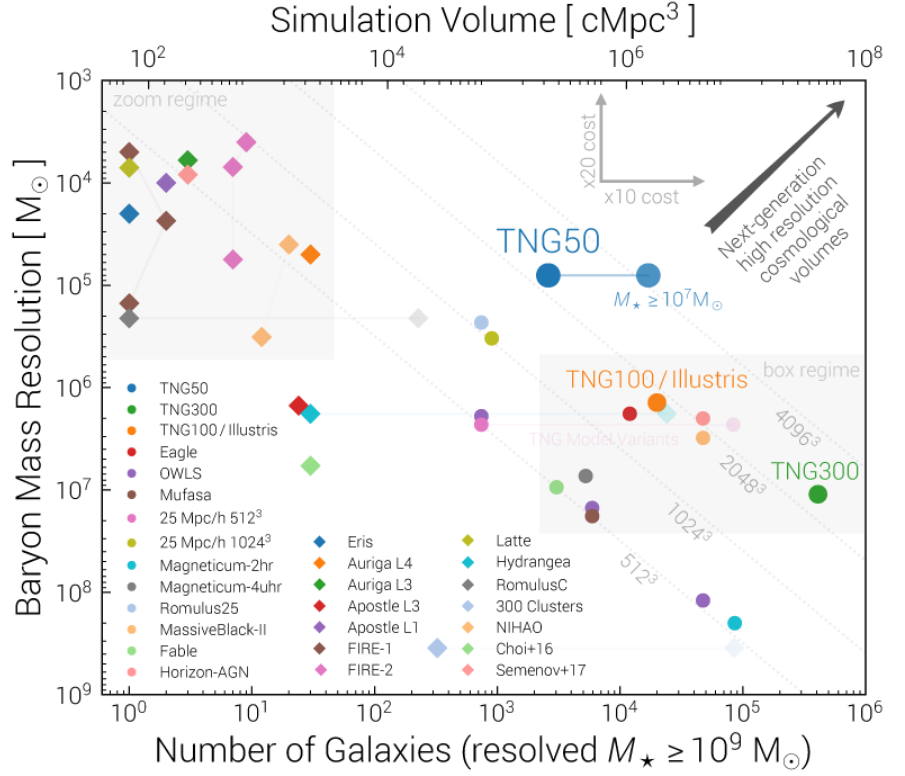 Simulation Volume [ cMpc³ ]
10² 10⁴ 10⁶ 10⁸
10³
10⁴
10⁵
10⁶
10⁷
10⁸
10⁹
Baryon Mass Resolution [ M☉ ]
zoom regime
x20 cost
x10 cost
Next-generation
high resolution
cosmological
volumes
TNG50
M★ ≥ 10⁷M☉
TNG100 / Illustris
box regime
TNG Model Variants
TNG300
4096³
2048³
1024³
512³
TNG50
TNG300
TNG100 / Illustris
Eagle
OWLS
Mufasa
25 Mpc/h 512³
25 Mpc/h 1024³
Magneticum-2hr
Magneticum-4uhr
Romulus25
MassiveBlack-II
Fable
Horizon-AGN
Eris
Auriga L4
Auriga L3
Apostle L3
Apostle L1
FIRE-1
FIRE-2
Latte
Hydrangea
RomulusC
300 Clusters
NIHAO
Choi+16
Semenov+17
10⁰ 10¹ 10² 10³ 10⁴ 10⁵ 10⁶
Number of Galaxies (resolved M★ ≥ 10⁹ M☉)